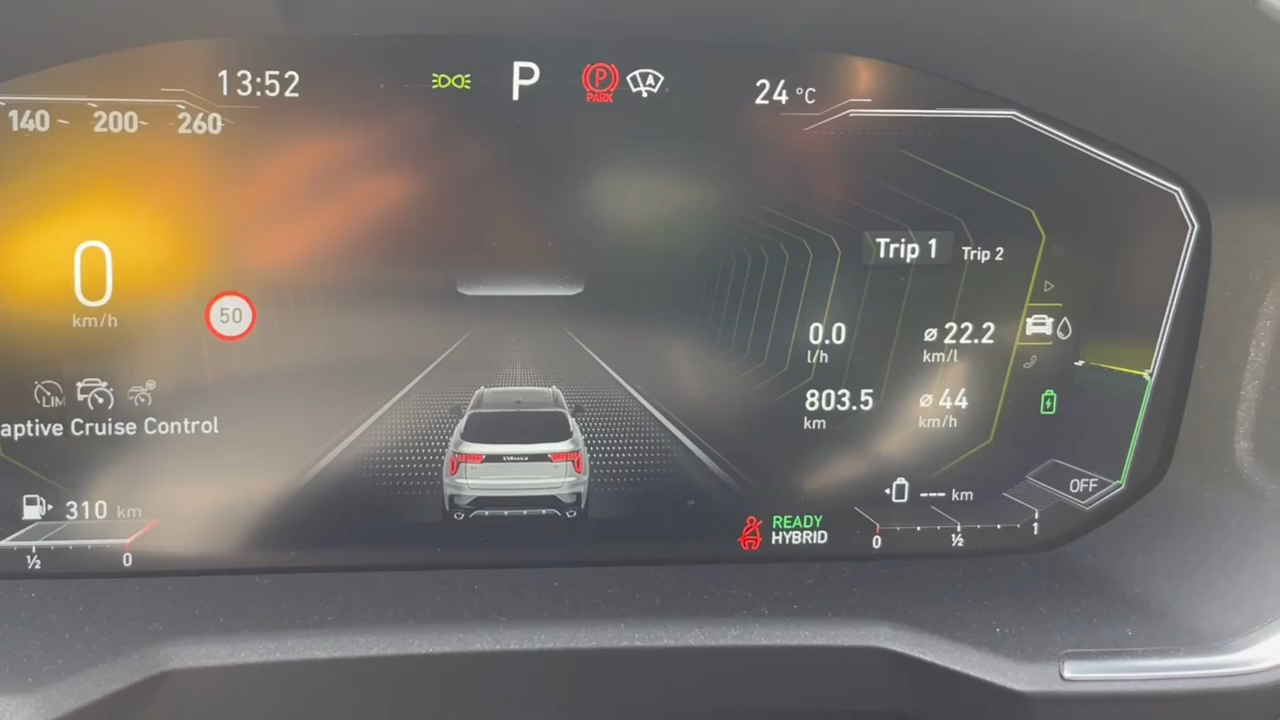 13:52
P
P
PARK
A
24 °C
140 200 260
0
km/h
50
Trip 1 Trip 2
0.0
l/h
ø 22.2
km/l
803.5
km
ø 44
km/h
LIM
aptive Cruise Control
310 km
½ 0
READY
HYBRID
--- km
OFF
0 ½ 1